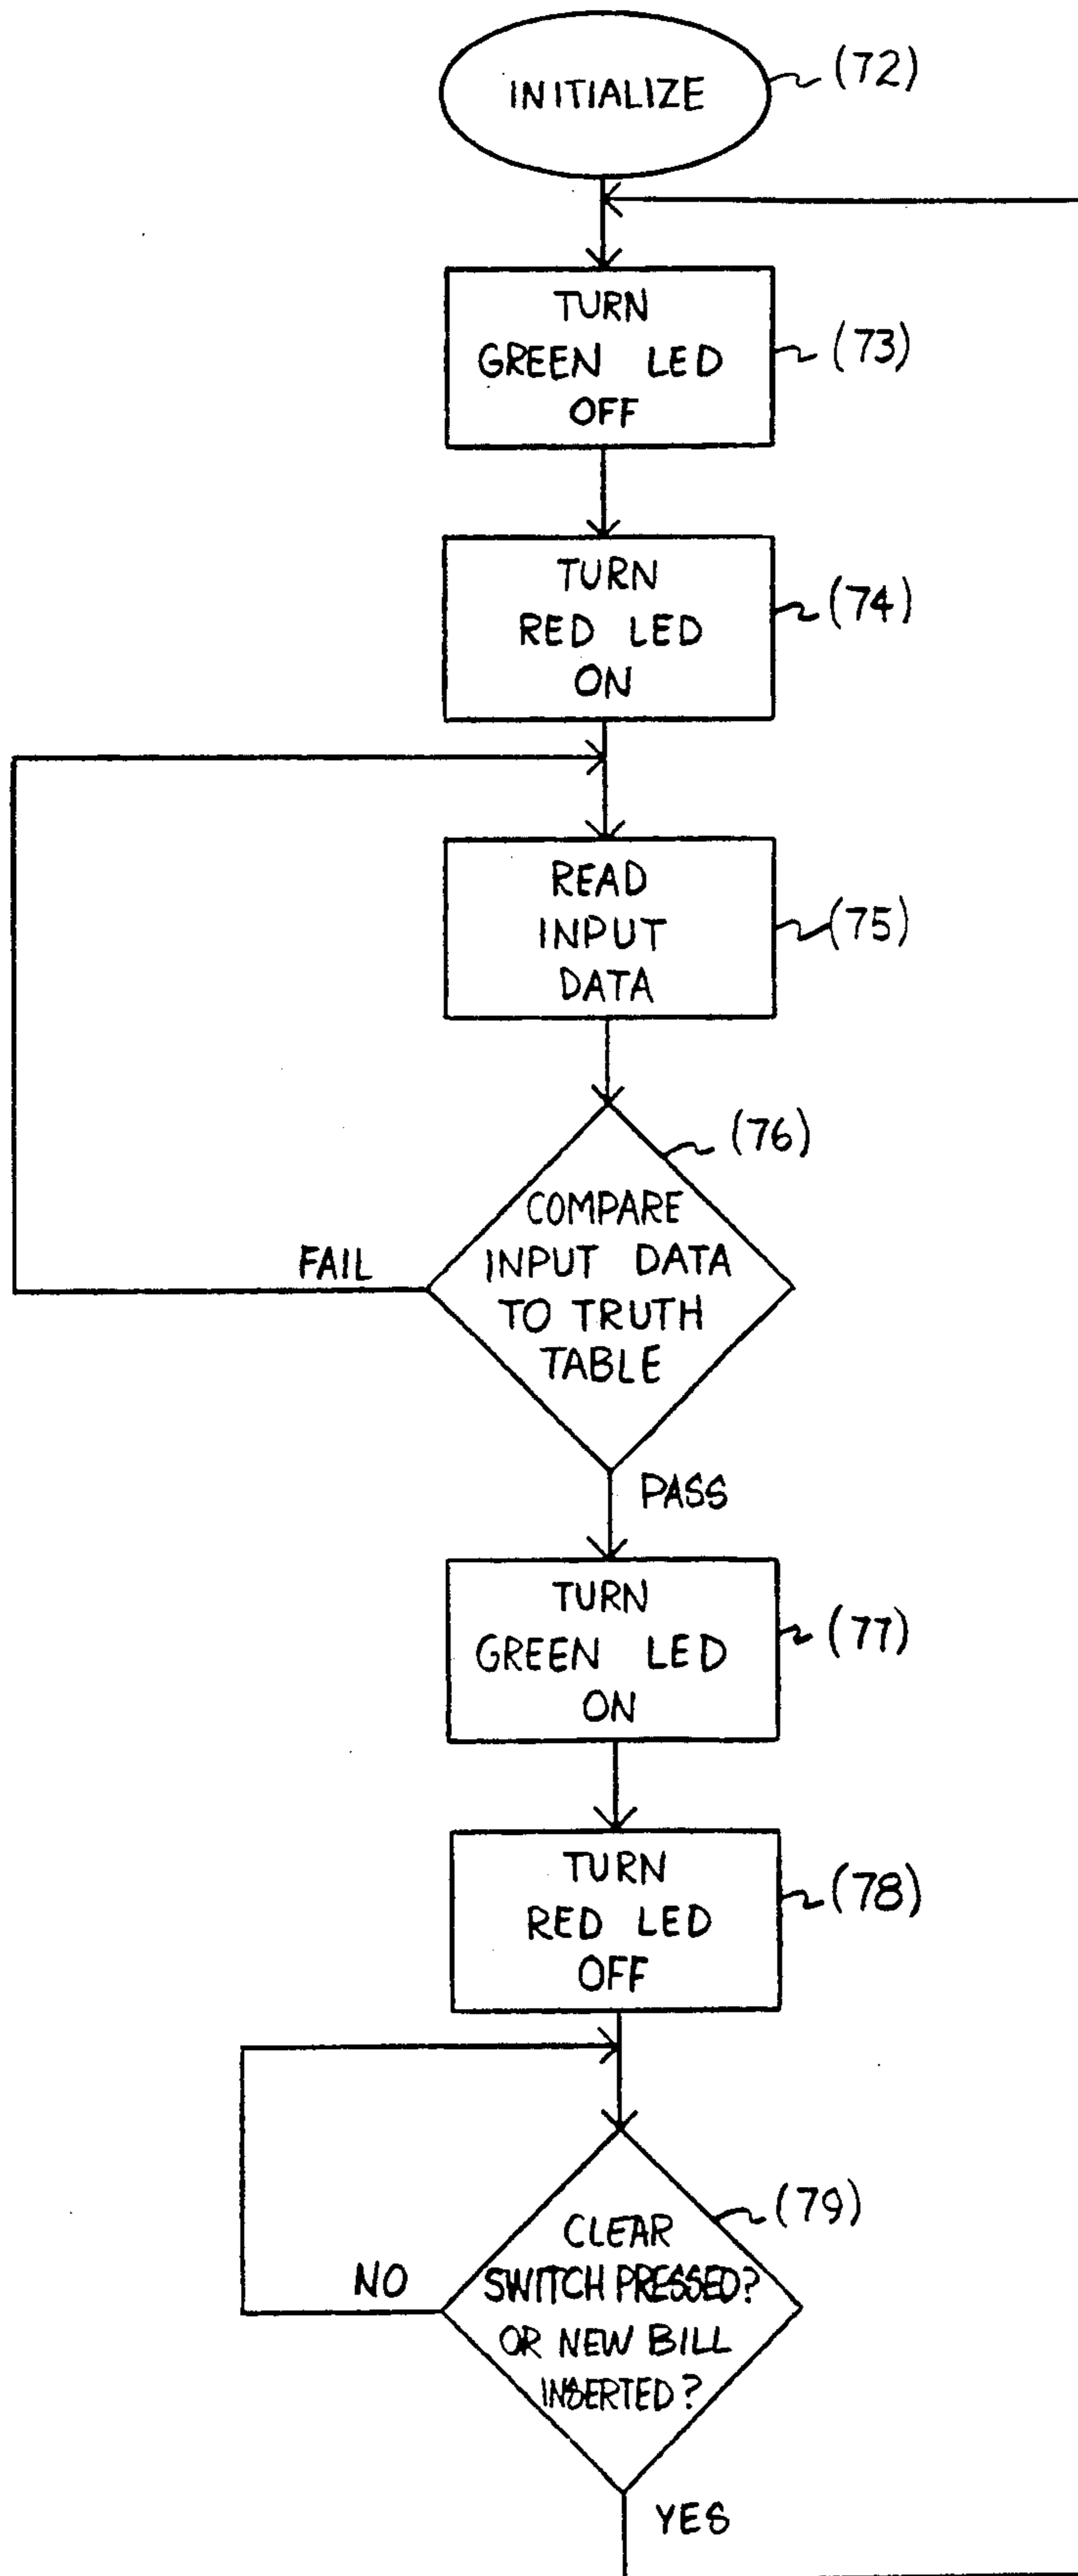 INITIALIZE
(72)
TURN
GREEN LED
OFF
(73)
TURN
RED LED
ON
(74)
READ
INPUT
DATA
(75)
(76)
COMPARE
INPUT DATA
TO TRUTH
TABLE
FAIL
PASS
TURN
GREEN LED
ON
(77)
TURN
RED LED
OFF
(78)
(79)
CLEAR
SWITCH PRESSED?
OR NEW BILL
INSERTED?
NO
YES